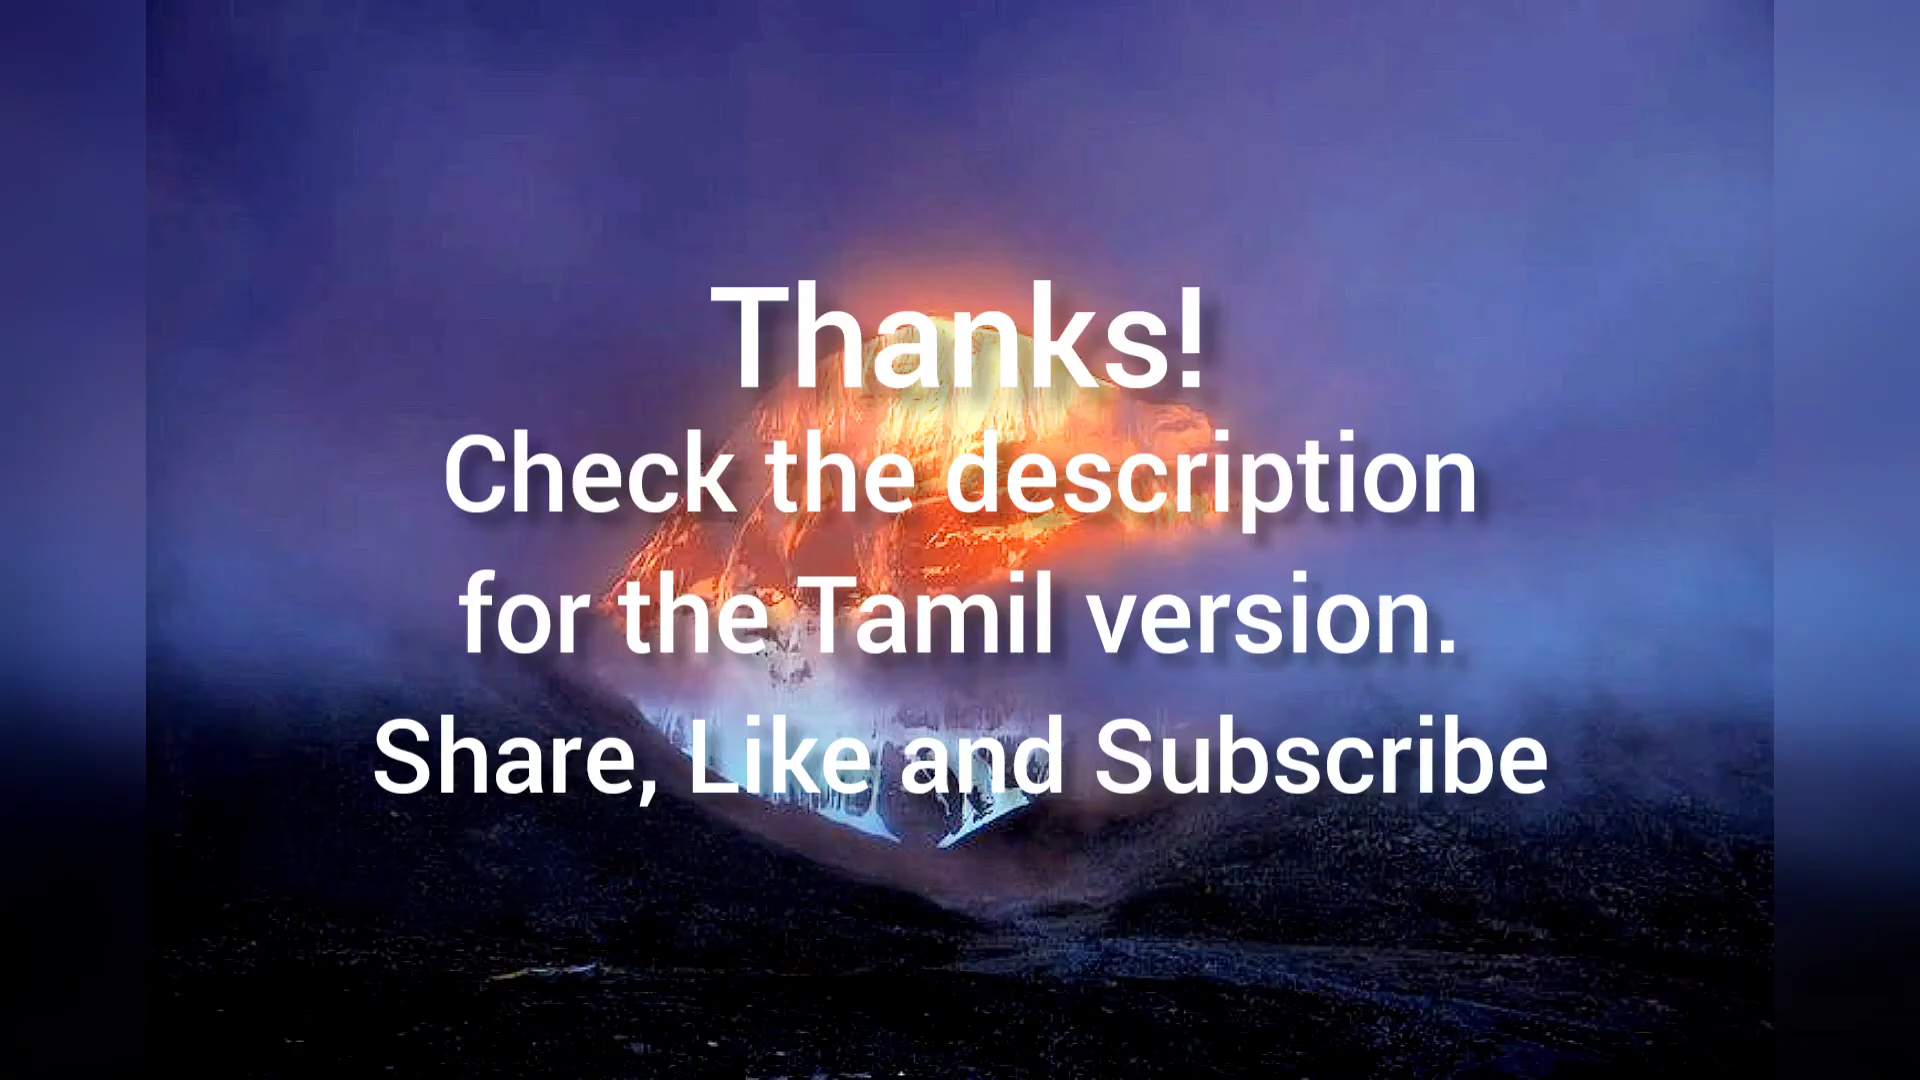 Thanks!
Check the description
for the Tamil version.
Share, Like and Subscribe